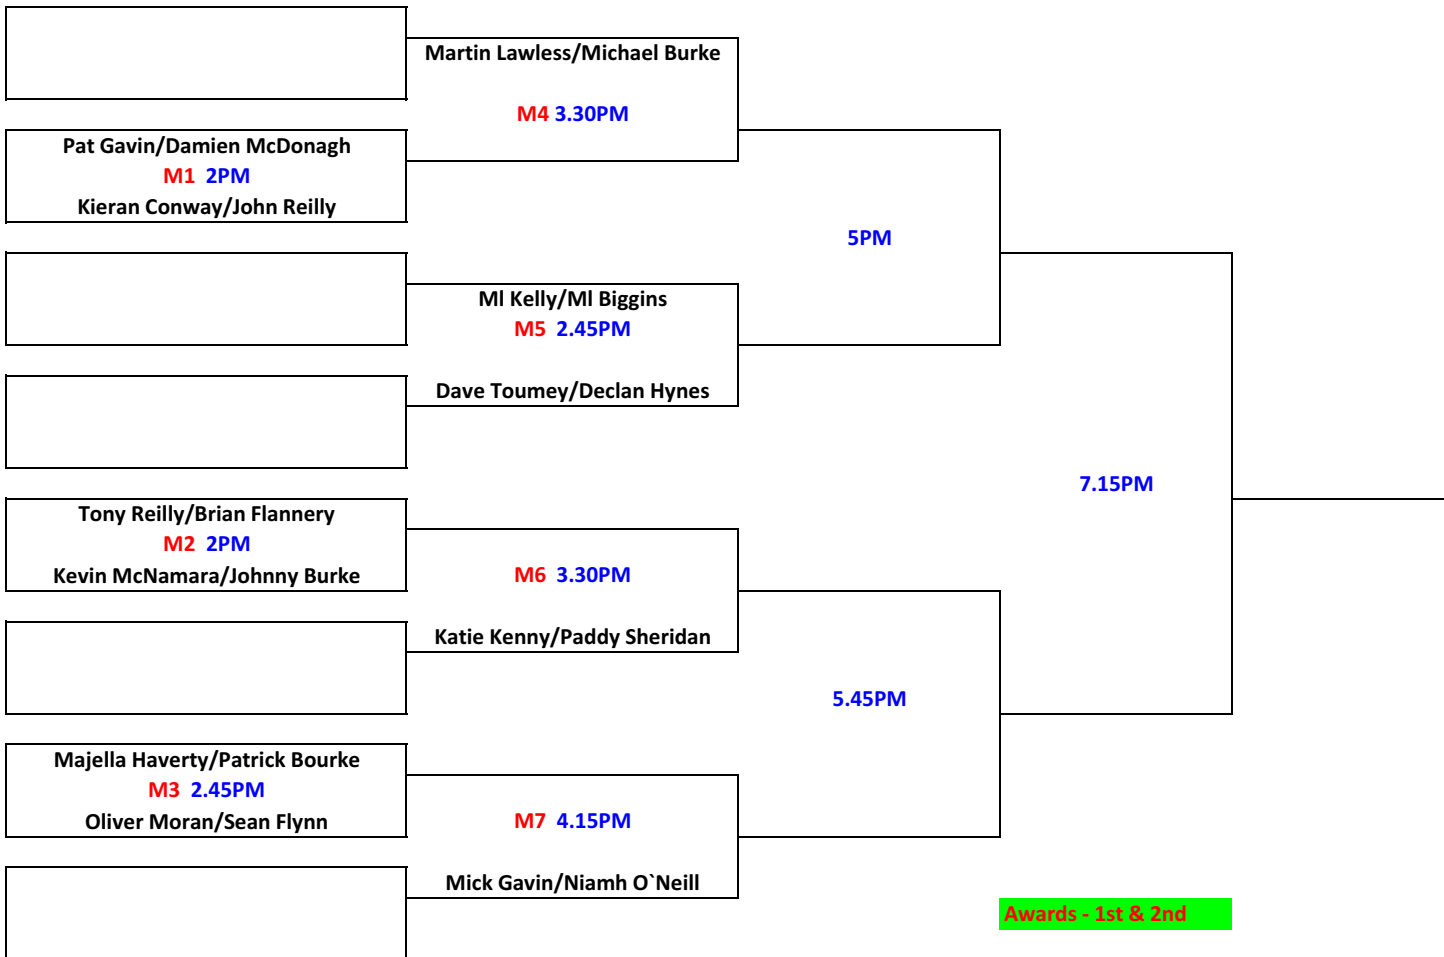 Martin Lawless/Michael Burke
M4 3.30PM
Pat Gavin/Damien McDonagh
M1 2PM
Kieran Conway/John Reilly
5PM
Ml Kelly/Ml Biggins
M5 2.45PM
Dave Toumey/Declan Hynes
7.15PM
Tony Reilly/Brian Flannery
M2 2PM
Kevin McNamara/Johnny Burke
M6 3.30PM
Katie Kenny/Paddy Sheridan
5.45PM
Majella Haverty/Patrick Bourke
M3 2.45PM
Oliver Moran/Sean Flynn
M7 4.15PM
Mick Gavin/Niamh O`Neill
Awards - 1st & 2nd